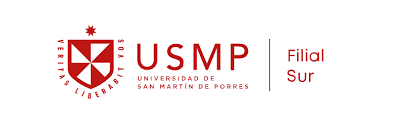 VERITAS LIBERABIT VOS
USMP
UNIVERSIDAD DE
SAN MARTÍN DE PORRES
Filial
Sur